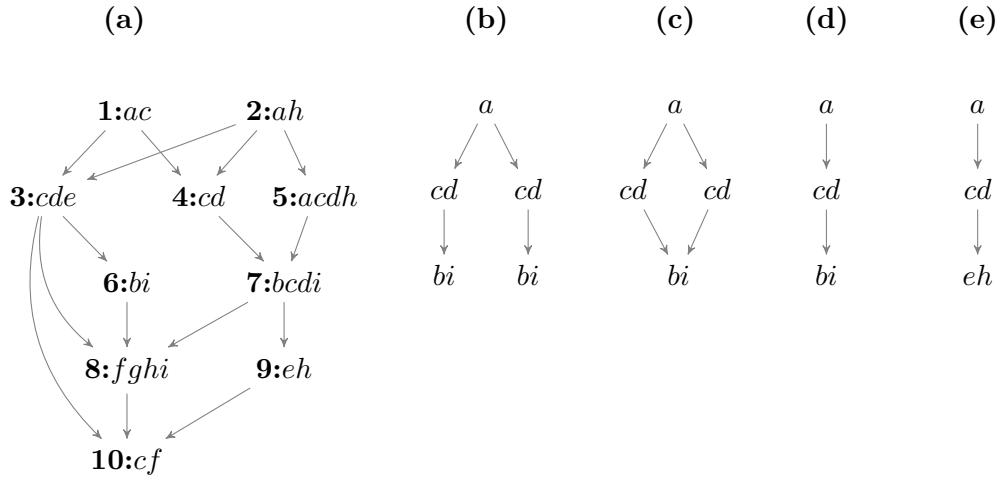 (a) (b) (c) (d) (e)
1:ac 2:ah a a a a
3:cde 4:cd 5:acdh cd cd cd cd cd cd
6:bi 7:bcdi bi bi bi bi eh
8:fghi 9:eh
10:cf